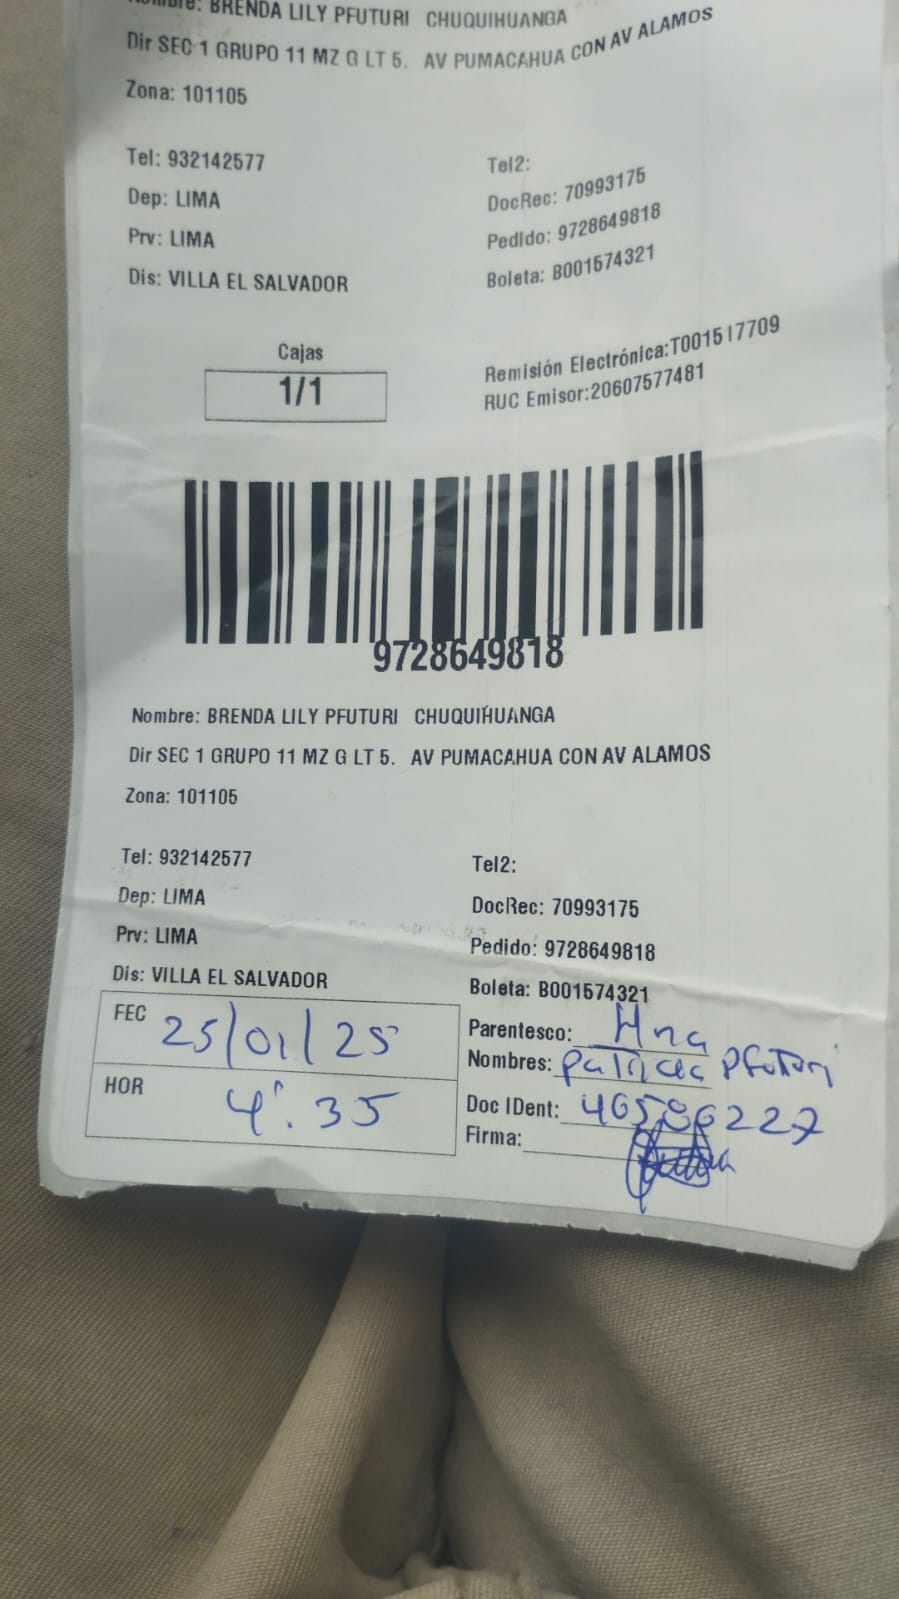 Nombre: BRENDA LILY PFUTURI CHUQUIHUANGA
Dir SEC 1 GRUPO 11 MZ G LT 5. AV PUMACAHUA CON AV ALAMOS
Zona: 101105
Tel: 932142577 Tel2:
Dep: LIMA DocRec: 70993175
Prv: LIMA Pedido: 9728649818
Dis: VILLA EL SALVADOR Boleta: B001574321
Cajas
1/1
Remisión Electrónica:T001517709
RUC Emisor:20607577481
9728649818
Nombre: BRENDA LILY PFUTURI CHUQUIHUANGA
Dir SEC 1 GRUPO 11 MZ G LT 5. AV PUMACAHUA CON AV ALAMOS
Zona: 101105
Tel: 932142577 Tel2:
Dep: LIMA DocRec: 70993175
Prv: LIMA Pedido: 9728649818
Dis: VILLA EL SALVADOR Boleta: B001574321
FEC 25/01/25 Parentesco: Hna
Nombres: Patricia Pfuturi
HOR 4:35 Doc IDent:
Firma: